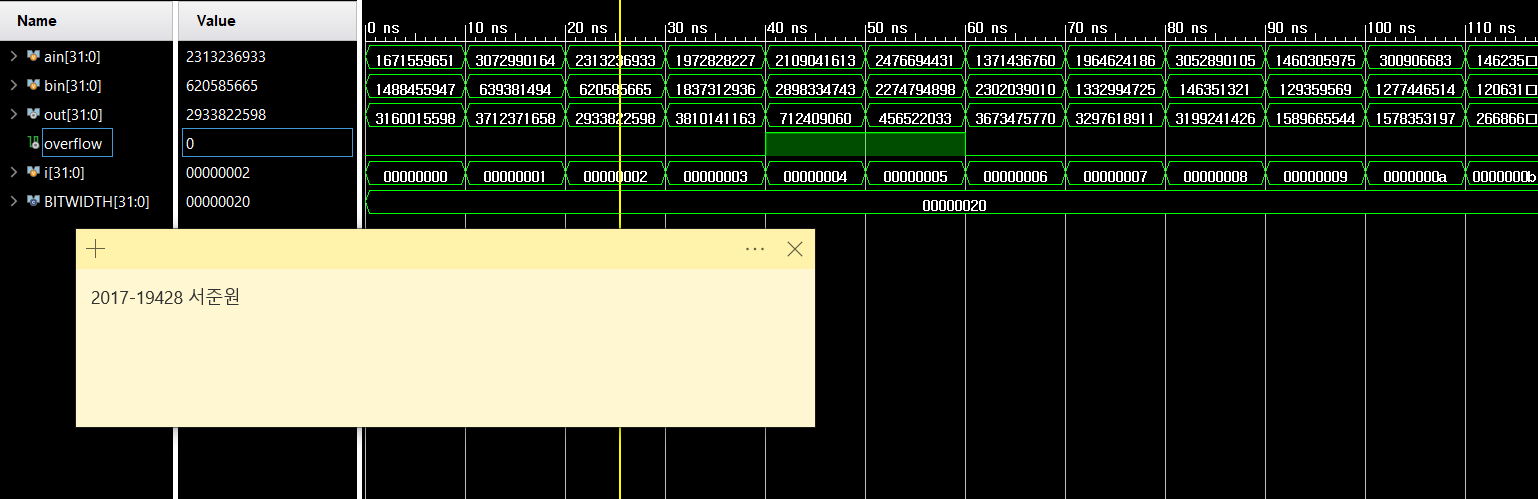 Name Value 0 ns 10 ns 20 ns 30 ns 40 ns 50 ns 60 ns 70 ns 80 ns 90 ns 100 ns 110 ns
ain[31:0] 2313236933 1671559651 3072990164 2313236933 1972828227 2109041613 2476694431 1371436760 1964624186 3052890105 1460305975 300906683 146235
bin[31:0] 620585665 1488455947 639381494 620585665 1837312936 2898334743 2274794898 2302039010 1332994725 146351321 129359569 1277446514 120631
out[31:0] 2933822598 3160015598 3712371658 2933822598 3810141163 712409060 456522033 3673475770 3297618911 3199241426 1589665544 1578353197 266866
overflow 0
i[31:0] 00000002 00000000 00000001 00000002 00000003 00000004 00000005 00000006 00000007 00000008 00000009 0000000a 0000000b
BITWIDTH[31:0] 00000020 00000020
2017-19428 서준원